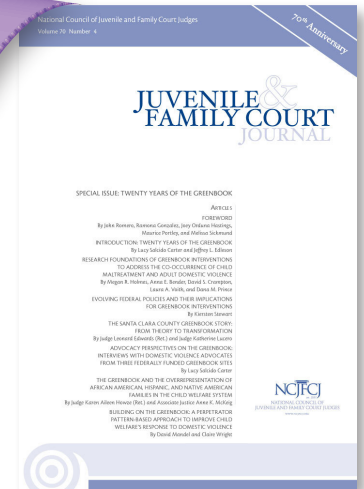 National Council of Juvenile and Family Court Judges
Volume 70 Number 4
70th Anniversary
JUVENILE &
FAMILY COURT
JOURNAL
SPECIAL ISSUE: TWENTY YEARS OF THE GREENBOOK
ARTICLES
FOREWORD
By John Romero, Ramona Gonzalez, Joey Orduna Hastings,
Maurice Portley, and Melissa Sickmund
INTRODUCTION: TWENTY YEARS OF THE GREENBOOK
By Lucy Salcido Carter and Jeffrey L. Edleson
RESEARCH FOUNDATIONS OF GREENBOOK INTERVENTIONS
TO ADDRESS THE CO-OCCURRENCE OF CHILD
MALTREATMENT AND ADULT DOMESTIC VIOLENCE
By Megan R. Holmes, Anna E. Bender, David S. Crampton,
Laura A. Voith, and Dana M. Prince
EVOLVING FEDERAL POLICIES AND THEIR IMPLICATIONS
FOR GREENBOOK INTERVENTIONS
By Kiersten Stewart
THE SANTA CLARA COUNTY GREENBOOK STORY:
FROM THEORY TO TRANSFORMATION
By Judge Leonard Edwards (Ret.) and Judge Katherine Lucero
ADVOCACY PERSPECTIVES ON THE GREENBOOK:
INTERVIEWS WITH DOMESTIC VIOLENCE ADVOCATES
FROM THREE FEDERALLY FUNDED GREENBOOK SITES
By Lucy Salcido Carter
THE GREENBOOK AND THE OVERREPRESENTATION OF
AFRICAN AMERICAN, HISPANIC, AND NATIVE AMERICAN
FAMILIES IN THE CHILD WELFARE SYSTEM
By Judge Karen Aileen Howze (Ret.) and Associate Justice Anne K. McKeig
BUILDING ON THE GREENBOOK: A PERPETRATOR
PATTERN-BASED APPROACH TO IMPROVE CHILD
WELFARE'S RESPONSE TO DOMESTIC VIOLENCE
By David Mandel and Claire Wright
NCJFCJ
NATIONAL COUNCIL OF
JUVENILE AND FAMILY COURT JUDGES